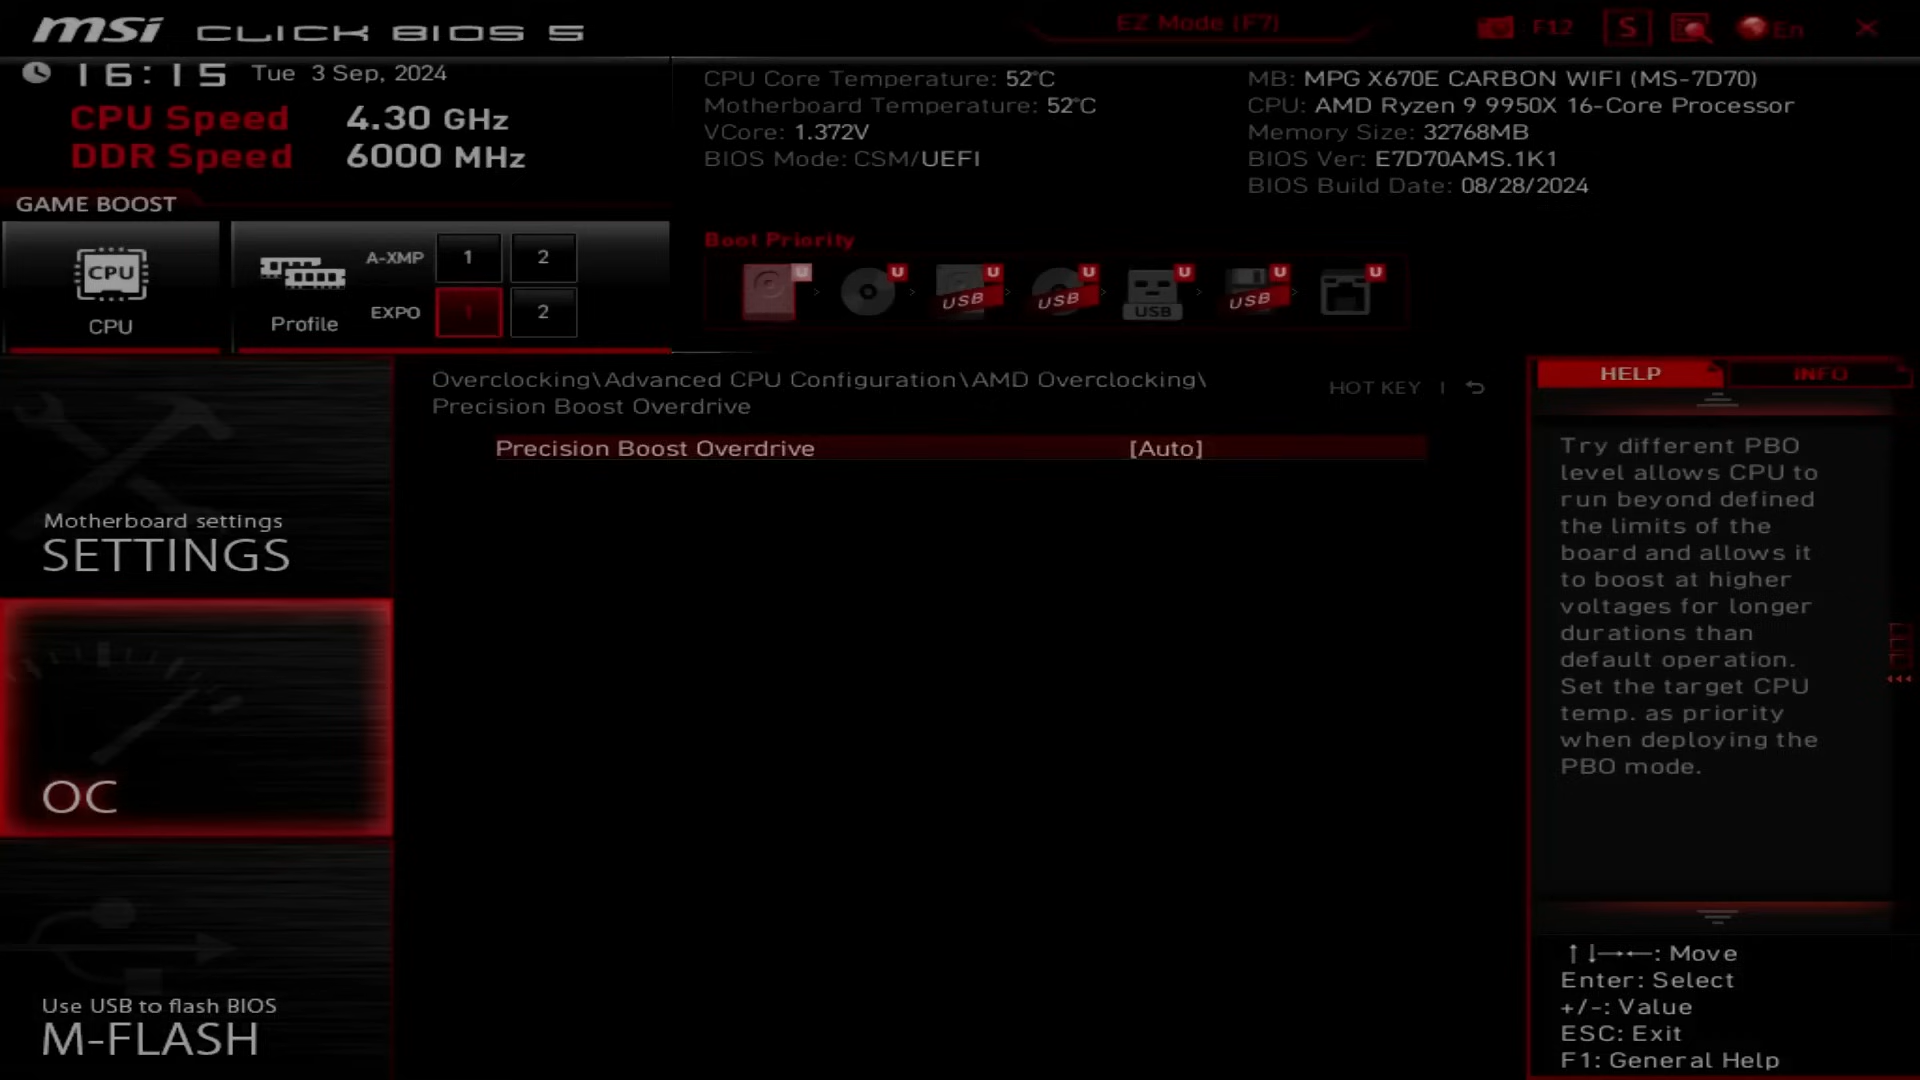 msi CLICK BIOS 5
EZ Mode (F7)
F12
S
En
16:15 Tue 3 Sep, 2024
CPU Speed 4.30 GHz
DDR Speed 6000 MHz
CPU Core Temperature: 52°C
Motherboard Temperature: 52°C
VCore: 1.372V
BIOS Mode: CSM/UEFI
MB: MPG X670E CARBON WIFI (MS-7D70)
CPU: AMD Ryzen 9 9950X 16-Core Processor
Memory Size: 32768MB
BIOS Ver: E7D70AMS.1K1
BIOS Build Date: 08/28/2024
GAME BOOST
CPU
CPU
Profile
A-XMP 1 2
EXPO 1 2
Boot Priority
U U U U U U U
USB USB USB USB
Motherboard settings
SETTINGS
OC
Use USB to flash BIOS
M-FLASH
Overclocking\Advanced CPU Configuration\AMD Overclocking\
Precision Boost Overdrive
HOT KEY |
Precision Boost Overdrive [Auto]
HELP
INFO
Try different PBO
level allows CPU to
run beyond defined
the limits of the
board and allows it
to boost at higher
voltages for longer
durations than
default operation.
Set the target CPU
temp. as priority
when deploying the
PBO mode.
↑↓→←: Move
Enter: Select
+/-: Value
ESC: Exit
F1: General Help